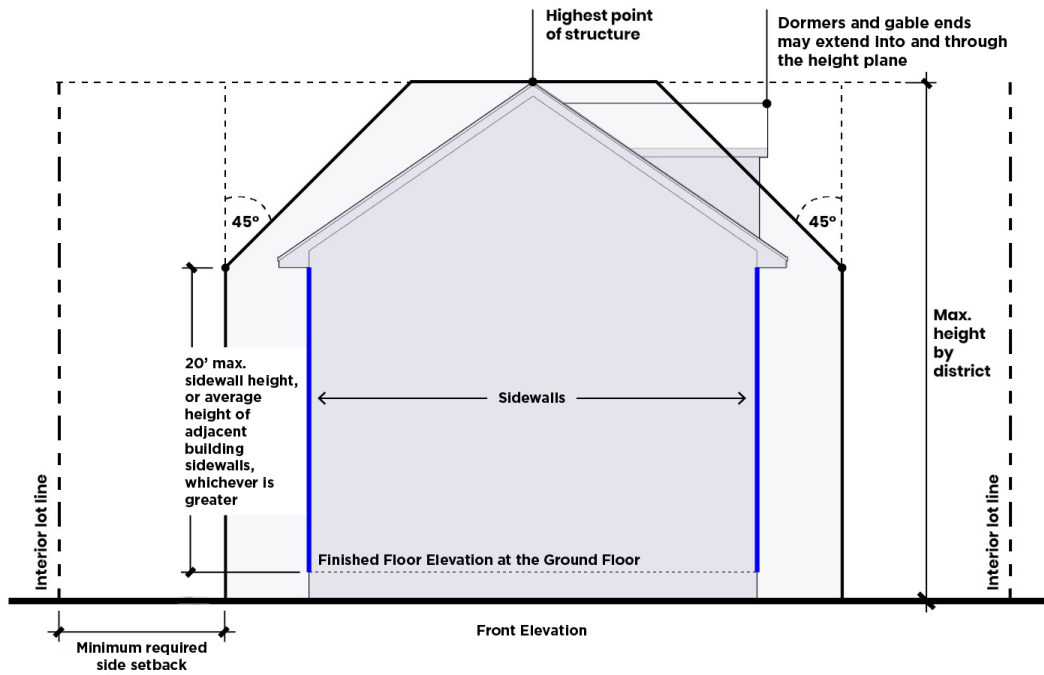 Highest point
of structure
Dormers and gable ends
may extend into and through
the height plane
45º
45º
Max.
height
by
district
20’ max.
sidewall height,
or average
height of
adjacent
building
sidewalls,
whichever is
greater
Sidewalls
Interior lot line
Interior lot line
Finished Floor Elevation at the Ground Floor
Front Elevation
Minimum required
side setback